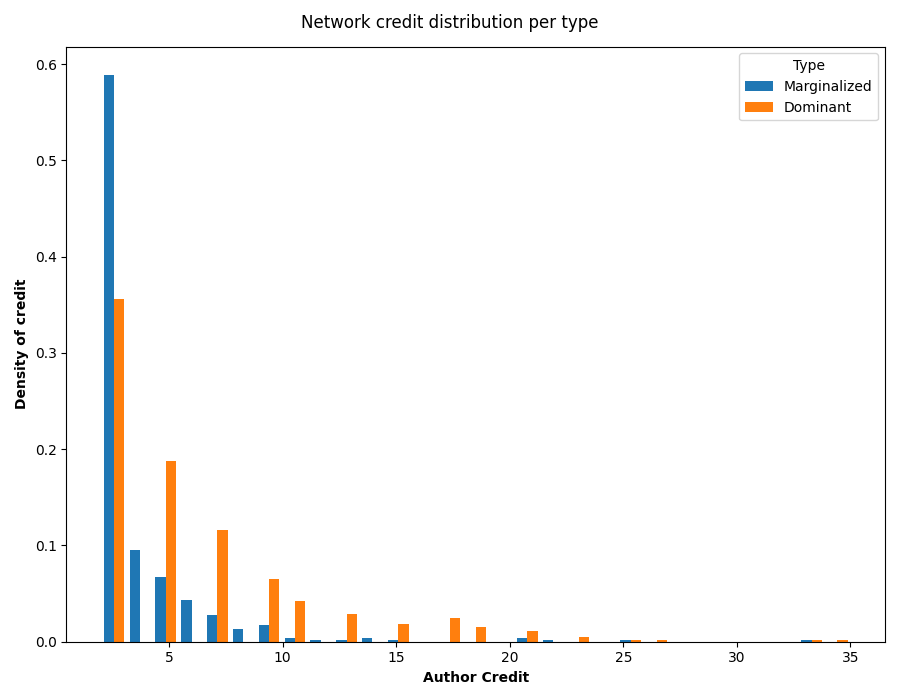 Network credit distribution per type
Type
Marginalized
Dominant
0.6
0.5
0.4
0.3
0.2
0.1
0.0
Density of credit
5 10 15 20 25 30 35
Author Credit